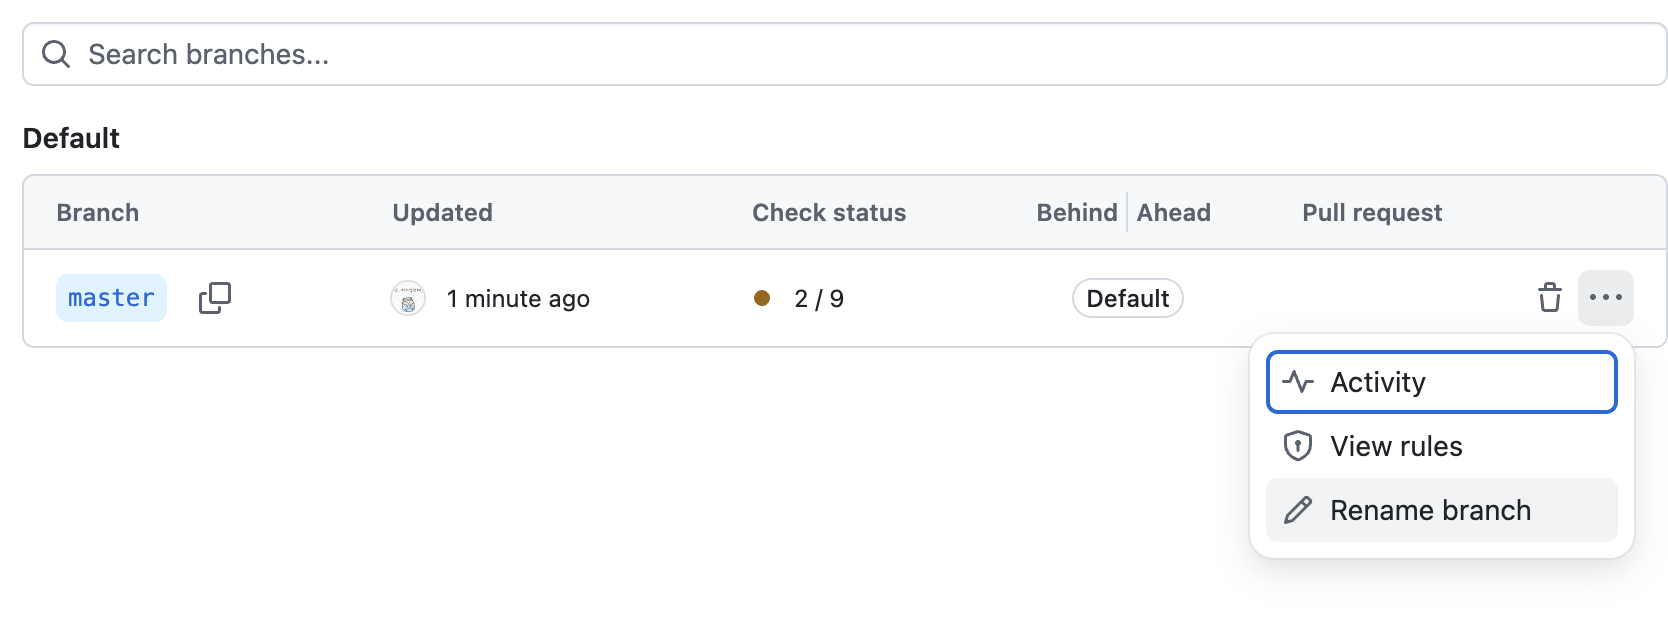 Search branches...
Default
Branch Updated Check status Behind Ahead Pull request
master 1 minute ago 2 / 9 Default
Activity
View rules
Rename branch